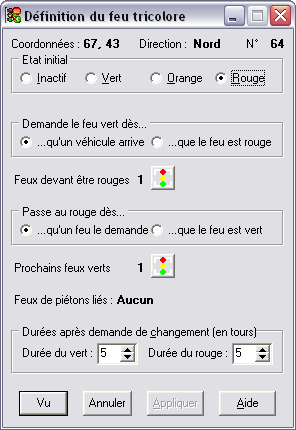 Définition du feu tricolore
Coordonnées : 67, 43 Direction : Nord N° 64
Etat initial
Inactif Vert Orange Rouge
Demande le feu vert dès...
...qu'un véhicule arrive ...que le feu est rouge
Feux devant être rouges 1
Passe au rouge dès...
...qu'un feu le demande ...que le feu est vert
Prochains feux verts 1
Feux de piétons liés : Aucun
Durées après demande de changement (en tours)
Durée du vert : 5 Durée du rouge : 5
Vu Annuler Appliquer Aide